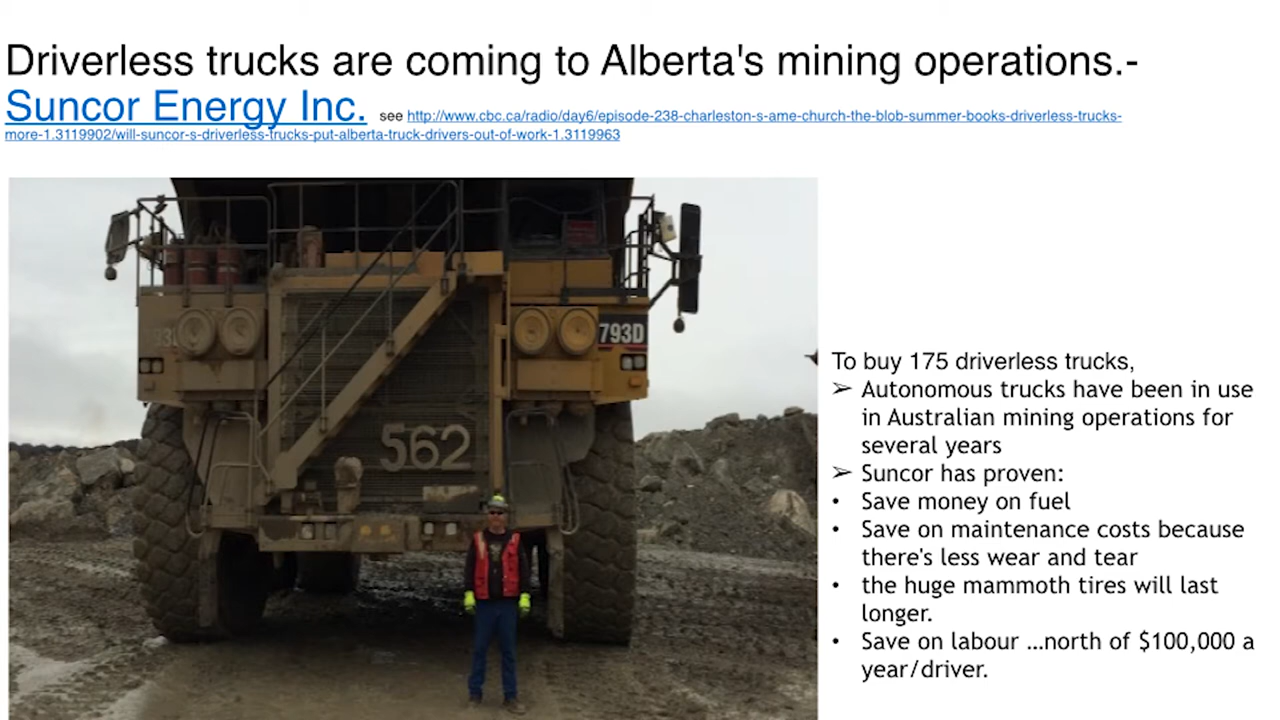 Driverless trucks are coming to Alberta's mining operations.-
Suncor Energy Inc. see http://www.cbc.ca/radio/day6/episode-238-charleston-s-ame-church-the-blob-summer-books-driverless-trucks-
more-1.3119902/will-suncor-s-driverless-trucks-put-alberta-truck-drivers-out-of-work-1.3119963
793D
562
To buy 175 driverless trucks,
➢ Autonomous trucks have been in use
in Australian mining operations for
several years
➢ Suncor has proven:
• Save money on fuel
• Save on maintenance costs because
there's less wear and tear
• the huge mammoth tires will last
longer.
• Save on labour …north of $100,000 a
year/driver.